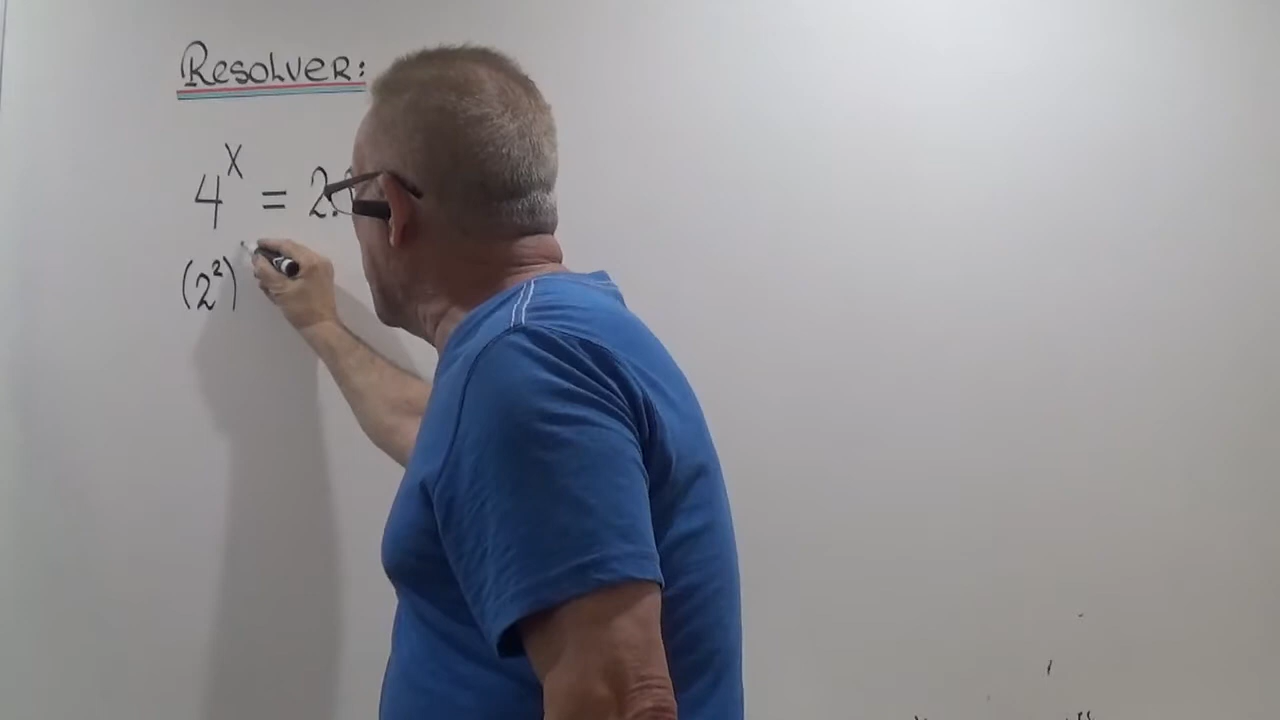 Resolver:
4^x = 2.
(2²)